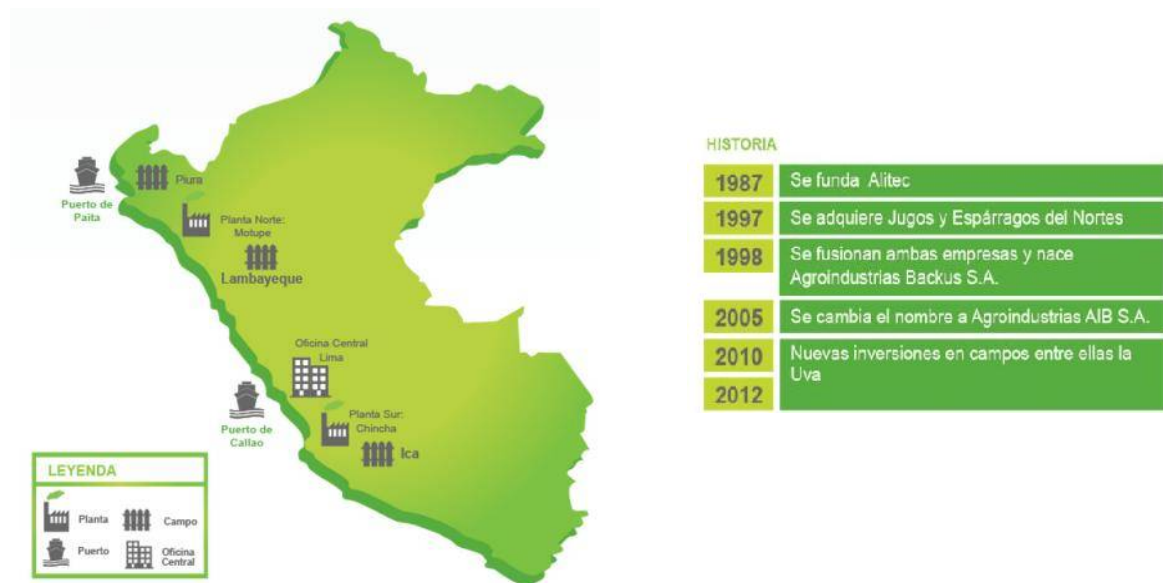 Puerto de
Paita
Piura
Planta Norte:
Motupe
Lambayeque
Oficina Central
Lima
Puerto de
Callao
Planta Sur:
Chincha
Ica
LEYENDA
Planta
Campo
Puerto
Oficina
Central
HISTORIA
1987 Se funda Alitec
1997 Se adquiere Jugos y Espárragos del Nortes
1998 Se fusionan ambas empresas y nace
Agroindustrias Backus S.A.
2005 Se cambia el nombre a Agroindustrias AIB S.A.
2010 Nuevas inversiones en campos entre ellas la
Uva
2012